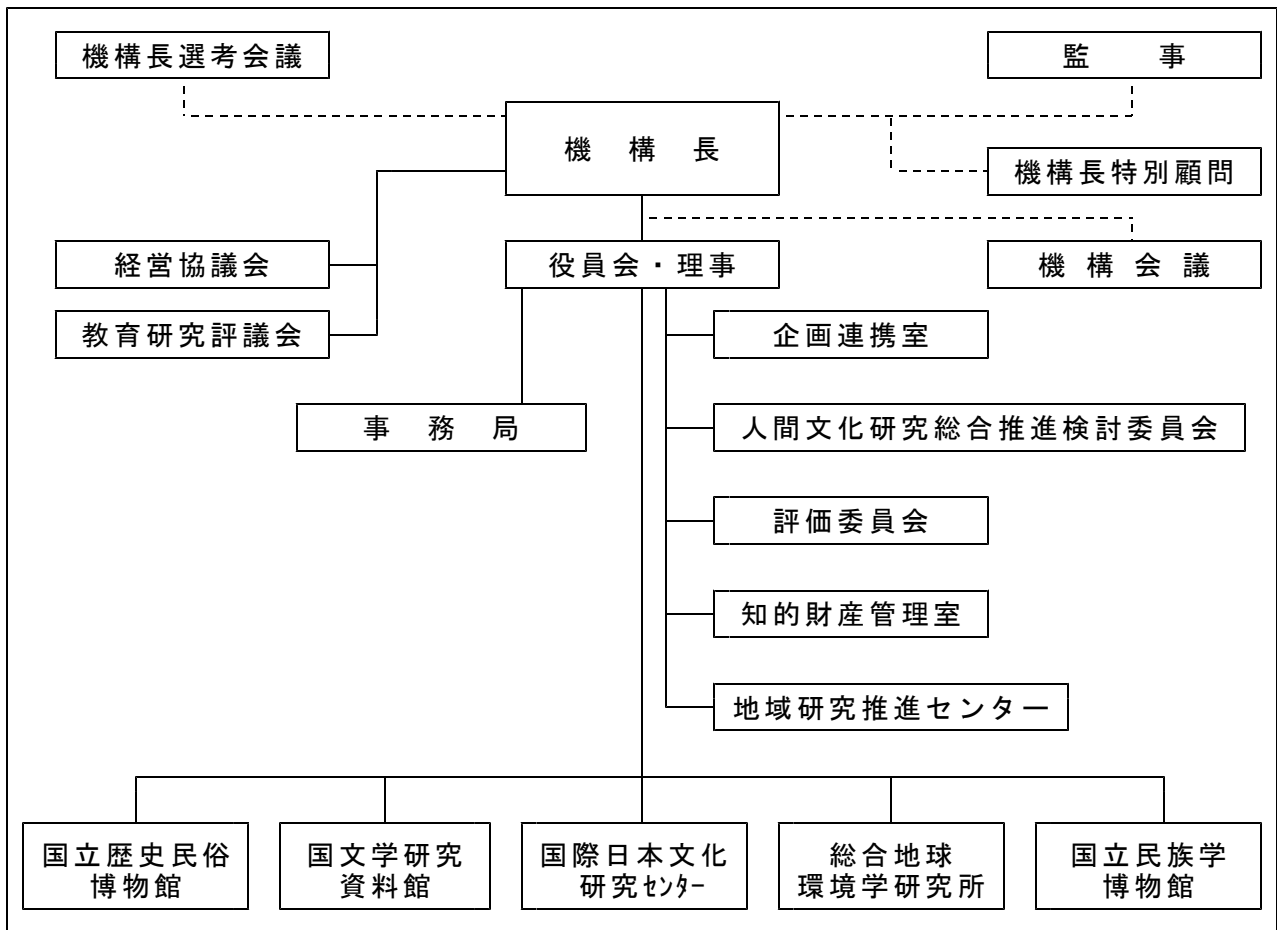 機構長選考会議
監事
機構長
機構長特別顧問
経営協議会
役員会・理事
機構会議
教育研究評議会
企画連携室
事務局
人間文化研究総合推進検討委員会
評価委員会
知的財産管理室
地域研究推進センター
国立歴史民俗
博物館
国文学研究
資料館
国際日本文化
研究ｾﾝﾀｰ
総合地球
環境学研究所
国立民族学
博物館